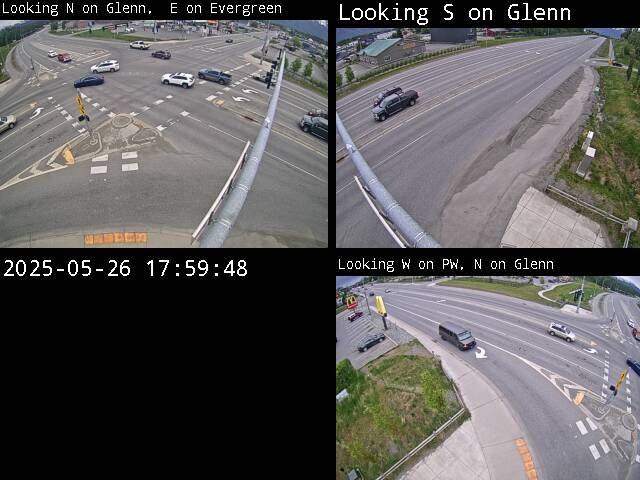 Looking N on Glenn,  E on Evergreen
Looking S on Glenn
2025-05-26 17:59:48
Looking W on PW, N on Glenn